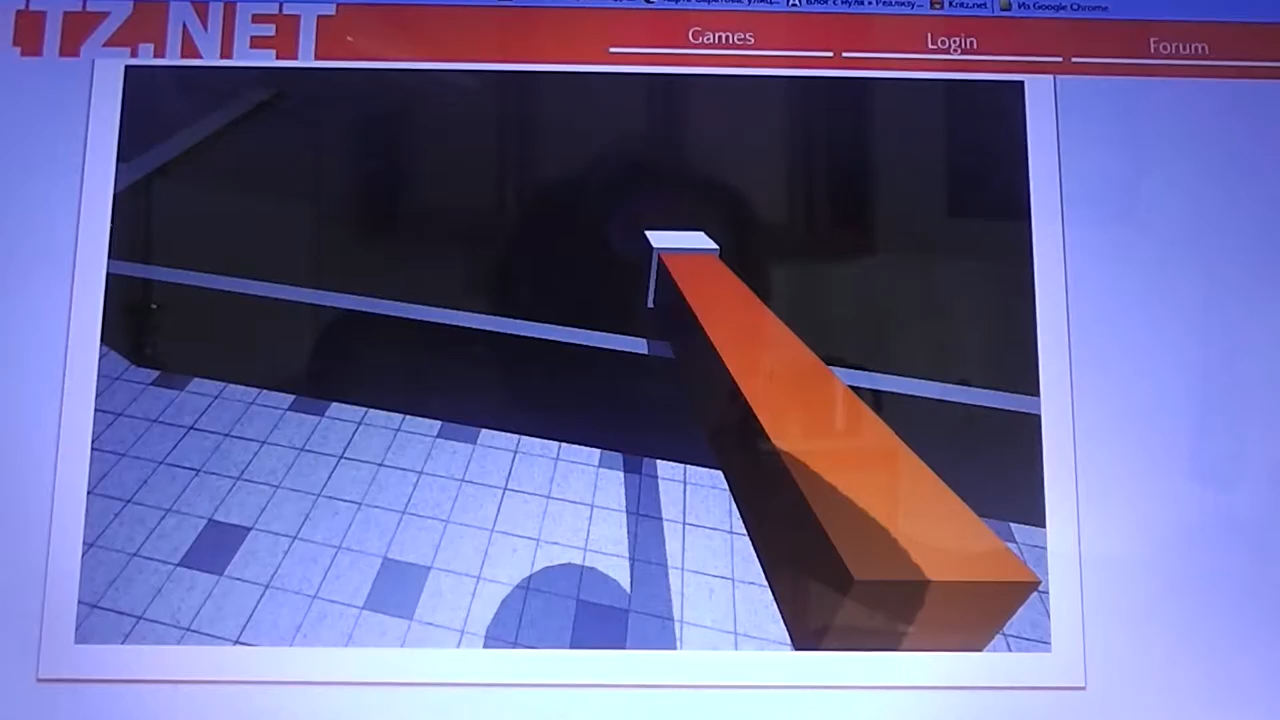 Kritz.net
Из Google Chrome
TZ.NET
Games
Login
Forum